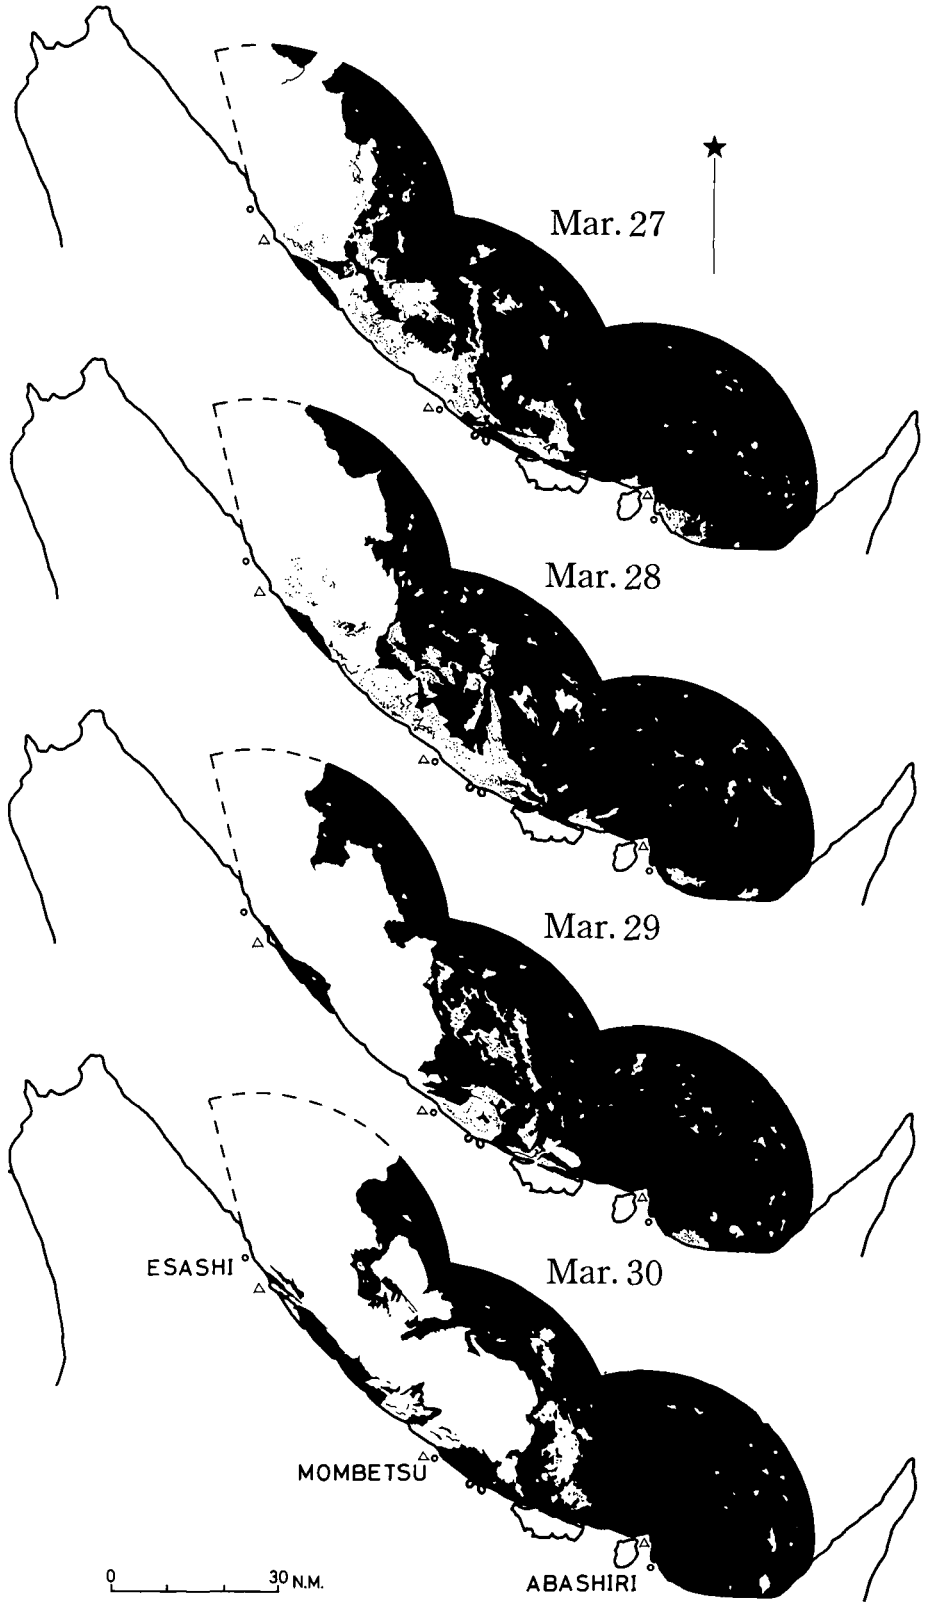 Mar. 27
Mar. 28
Mar. 29
Mar. 30
ESASHI
MOMBETSU
ABASHIRI
0 30 N.M.